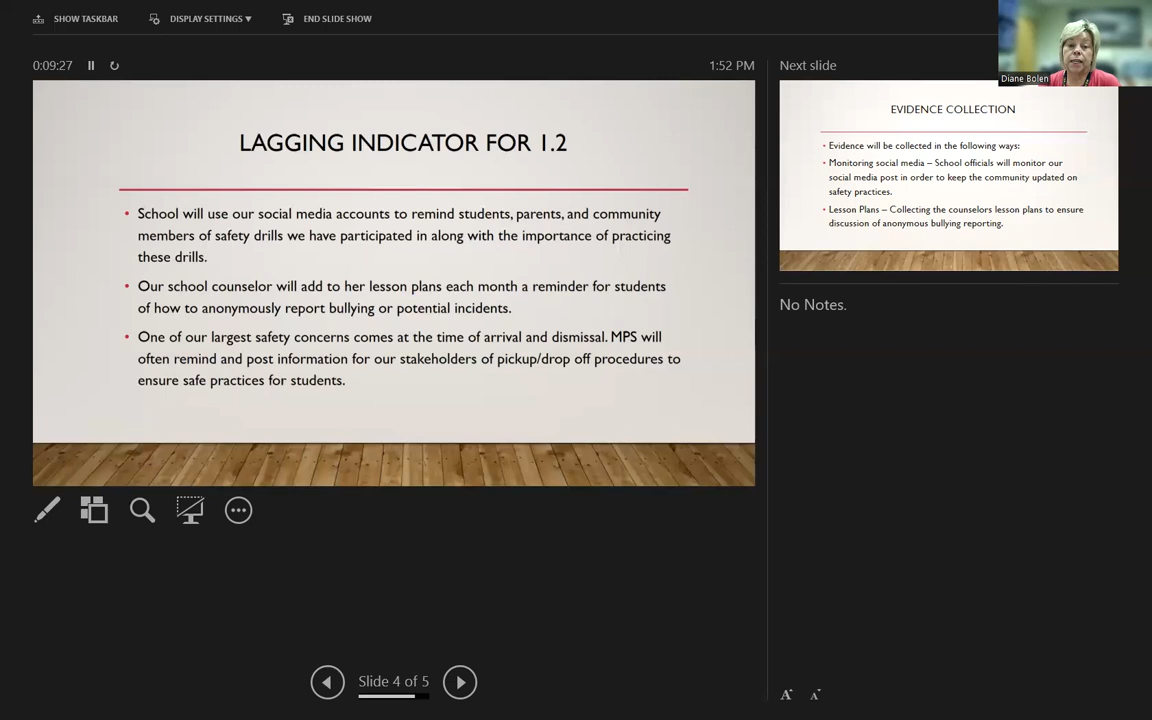 SHOW TASKBAR
DISPLAY SETTINGS ▼
END SLIDE SHOW
0:09:27
1:52 PM
LAGGING INDICATOR FOR 1.2
• School will use our social media accounts to remind students, parents, and community
members of safety drills we have participated in along with the importance of practicing
these drills.
• Our school counselor will add to her lesson plans each month a reminder for students
of how to anonymously report bullying or potential incidents.
• One of our largest safety concerns comes at the time of arrival and dismissal. MPS will
often remind and post information for our stakeholders of pickup/drop off procedures to
ensure safe practices for students.
Slide 4 of 5
Next slide
Diane Bolen
EVIDENCE COLLECTION
• Evidence will be collected in the following ways:
• Monitoring social media – School officials will monitor our
social media post in order to keep the community updated on
safety practices.
• Lesson Plans – Collecting the counselors lesson plans to ensure
discussion of anonymous bullying reporting.
No Notes.
A A